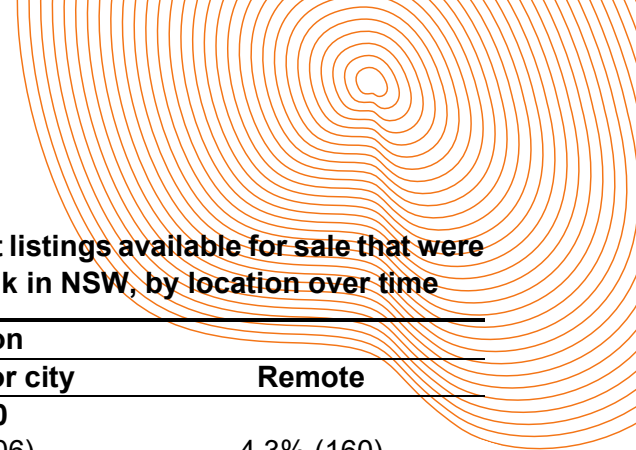 t listings available for sale that were
k in NSW, by location over time
on
or city Remote
0
06) 4.3% (160)